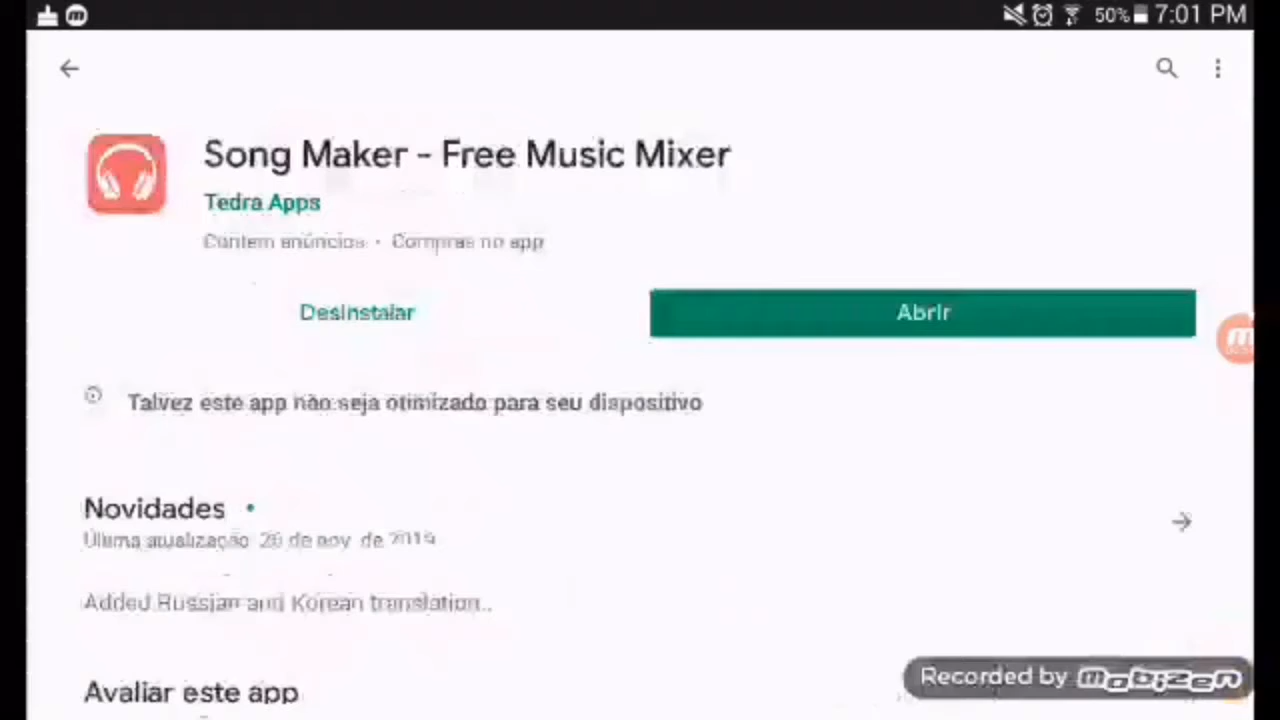 50% 7:01 PM
Song Maker - Free Music Mixer
Tedra Apps
Contém anúncios • Compras no app
Desinstalar
Abrir
Talvez este app não seja otimizado para seu dispositivo
Novidades •
Última atualização 26 de nov. de 2019
Added Russian and Korean translation..
Recorded by mobizen
Avaliar este app